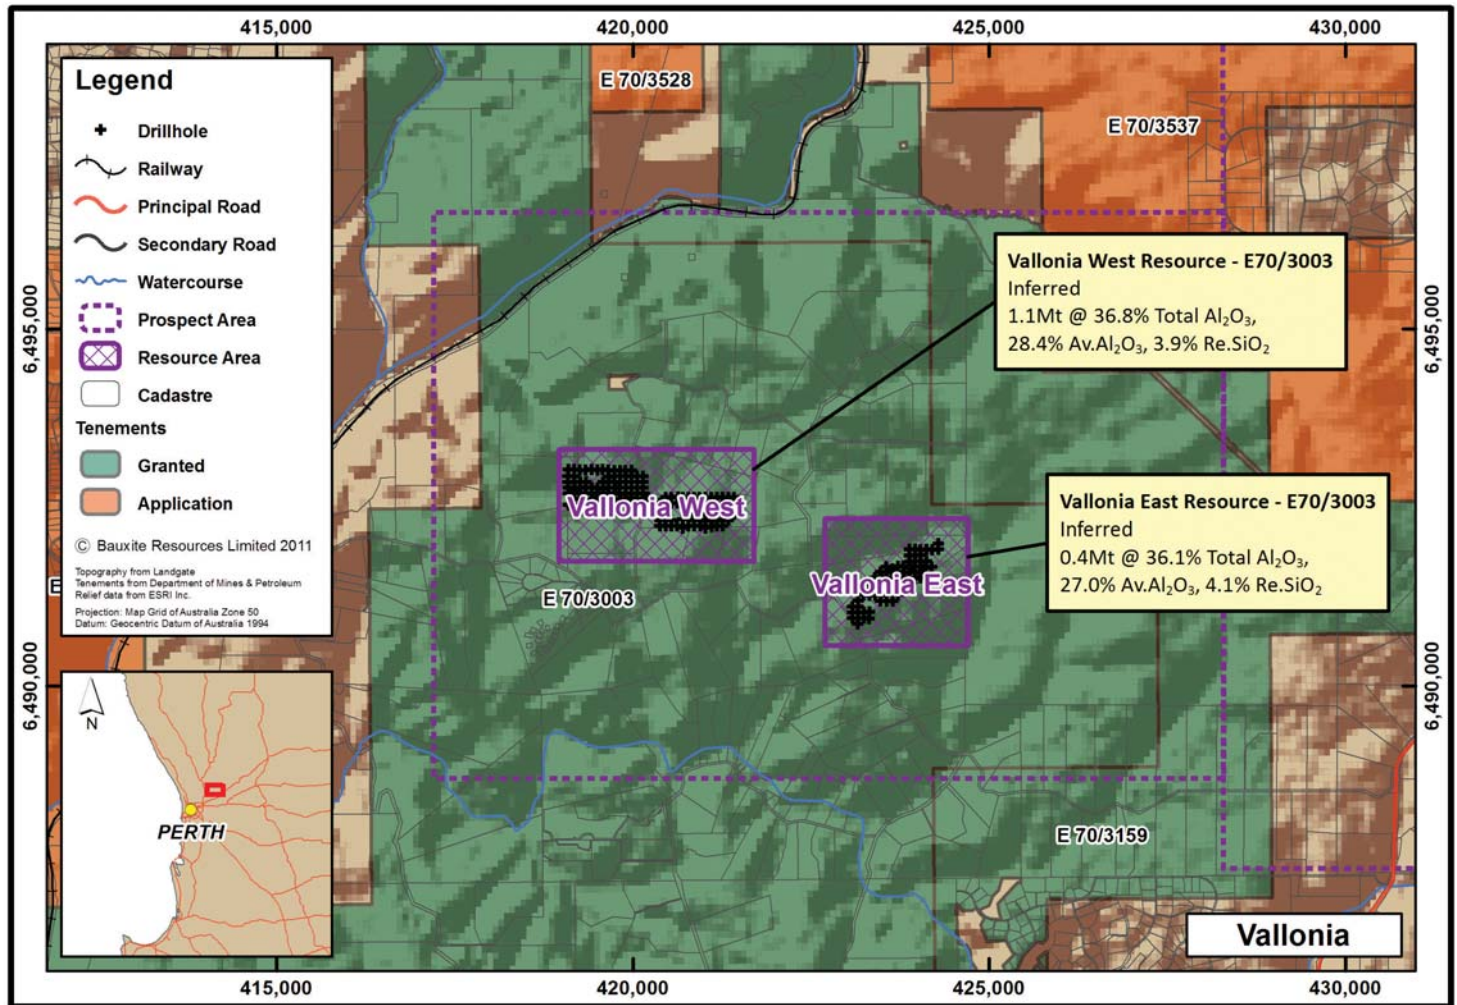 415,000
420,000
425,000
430,000
Legend
Drillhole
Railway
Principal Road
Secondary Road
Watercourse
Prospect Area
Resource Area
Cadastre
Tenements
Granted
Application
© Bauxite Resources Limited 2011
Topography from Landgate
Tenements from Department of Mines & Petroleum
Relief data from ESRI Inc.
Projection: Map Grid of Australia Zone 50
Datum: Geocentric Datum of Australia 1994
E 70/3528
E 70/3537
Vallonia West Resource - E70/3003
Inferred
1.1Mt @ 36.8% Total Al₂O₃,
28.4% Av.Al₂O₃, 3.9% Re.SiO₂
6,495,000
6,495,000
Vallonia West
Vallonia East Resource - E70/3003
Inferred
0.4Mt @ 36.1% Total Al₂O₃,
27.0% Av.Al₂O₃, 4.1% Re.SiO₂
Vallonia East
E
E 70/3003
6,490,000
6,490,000
N
PERTH
E 70/3159
Vallonia
415,000
420,000
425,000
430,000